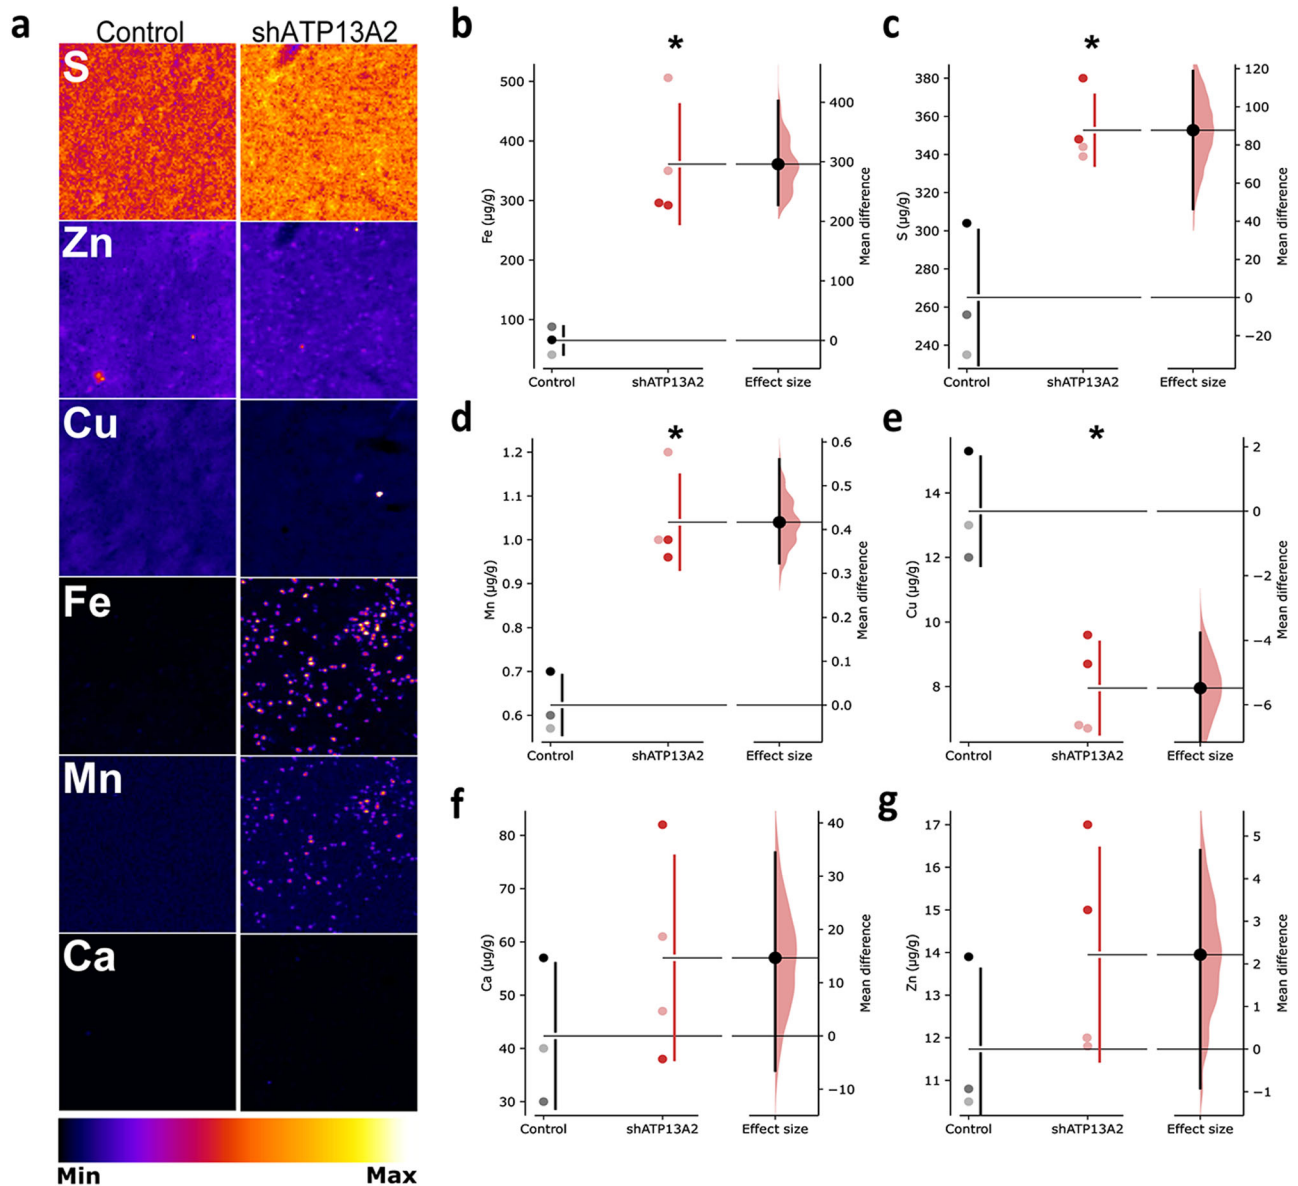 a
Control shATP13A2
S
Zn
Cu
Fe
Mn
Ca
Min Max
b
*
Fe (µg/g)
500
400
300
200
100
400
300
200
100
0
Mean difference
Control shATP13A2 Effect size
c
*
S (µg/g)
380
360
340
320
300
280
260
240
120
100
80
60
40
20
0
−20
Mean difference
Control shATP13A2 Effect size
d
*
Mn (µg/g)
1.2
1.1
1.0
0.9
0.8
0.7
0.6
0.6
0.5
0.4
0.3
0.2
0.1
0.0
Mean difference
Control shATP13A2 Effect size
e
*
Cu (µg/g)
14
12
10
8
2
0
−2
−4
−6
Mean difference
Control shATP13A2 Effect size
f
Ca (µg/g)
80
70
60
50
40
30
40
30
20
10
0
−10
Mean difference
Control shATP13A2 Effect size
g
Zn (µg/g)
17
16
15
14
13
12
11
5
4
3
2
1
0
−1
Mean difference
Control shATP13A2 Effect size